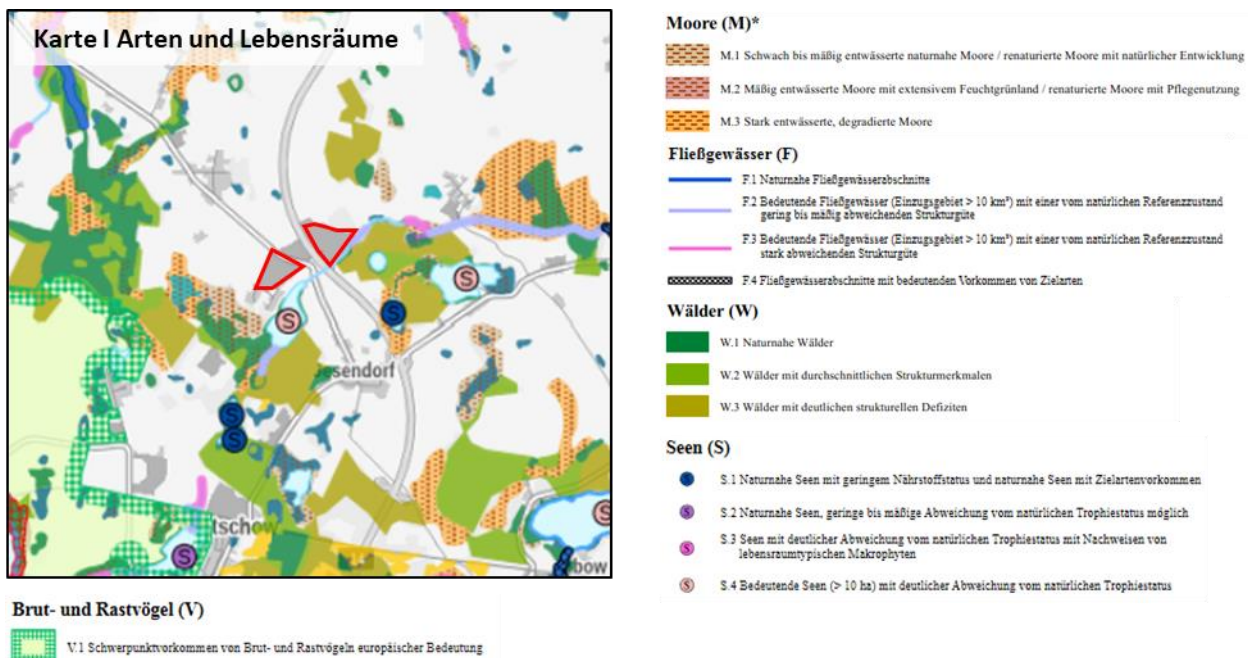 Karte I Arten und Lebensräume
S
S
S
esendorf
S
S
S
tschow
S
bow
Moore (M)*
M.1 Schwach bis mäßig entwässerte naturnahe Moore / renaturierte Moore mit natürlicher Entwicklung
M.2 Mäßig entwässerte Moore mit extensivem Feuchtgrünland / renaturierte Moore mit Pflegenutzung
M.3 Stark entwässerte, degradierte Moore
Fließgewässer (F)
F.1 Naturnahe Fließgewässerabschnitte
F.2 Bedeutende Fließgewässer (Einzugsgebiet > 10 km²) mit einer vom natürlichen Referenzzustand
gering bis mäßig abweichenden Strukturgüte
F.3 Bedeutende Fließgewässer (Einzugsgebiet > 10 km²) mit einer vom natürlichen Referenzzustand
stark abweichenden Strukturgüte
F.4 Fließgewässerabschnitte mit bedeutenden Vorkommen von Zielarten
Wälder (W)
W.1 Naturnahe Wälder
W.2 Wälder mit durchschnittlichen Strukturmerkmalen
W.3 Wälder mit deutlichen strukturellen Defiziten
Seen (S)
S S.1 Naturnahe Seen mit geringem Nährstoffstatus und naturnahe Seen mit Zielartenvorkommen
S S.2 Naturnahe Seen, geringe bis mäßige Abweichung vom natürlichen Trophiestatus möglich
S S.3 Seen mit deutlicher Abweichung vom natürlichen Trophiestatus mit Nachweisen von
lebensraumtypischen Makrophyten
S S.4 Bedeutende Seen (> 10 ha) mit deutlicher Abweichung vom natürlichen Trophiestatus
Brut- und Rastvögel (V)
V.1 Schwerpunktvorkommen von Brut- und Rastvögeln europäischer Bedeutung